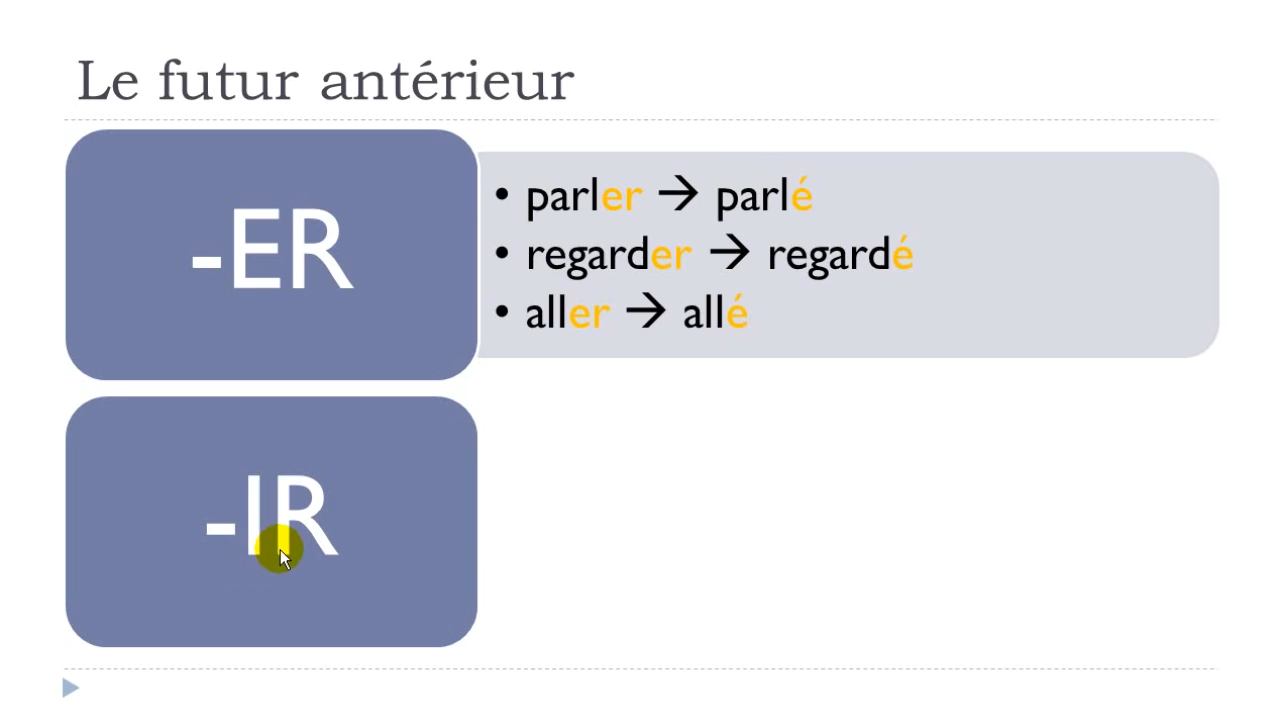 Le futur antérieur
-ER
• parler → parlé
• regarder → regardé
• aller → allé
-IR